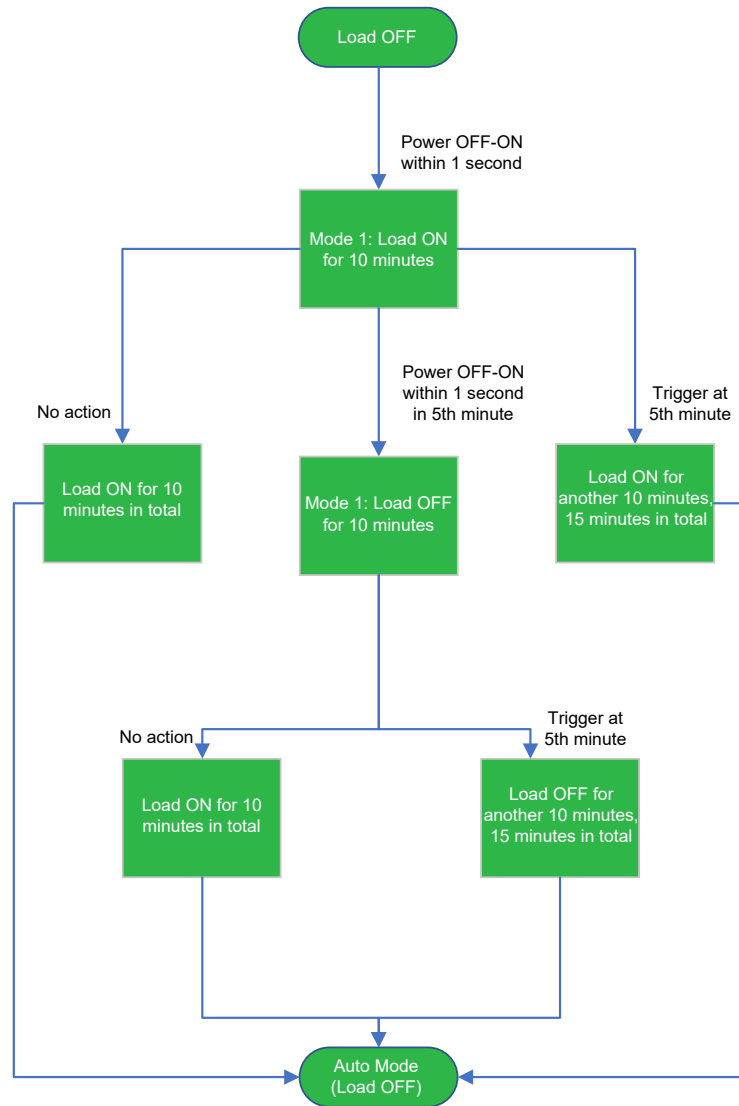 Load OFF
Power OFF-ON
within 1 second
Mode 1: Load ON
for 10 minutes
No action
Power OFF-ON
within 1 second
in 5th minute
Trigger at
5th minute
Load ON for 10
minutes in total
Mode 1: Load OFF
for 10 minutes
Load ON for
another 10 minutes,
15 minutes in total
No action
Trigger at
5th minute
Load ON for 10
minutes in total
Load OFF for
another 10 minutes,
15 minutes in total
Auto Mode
(Load OFF)